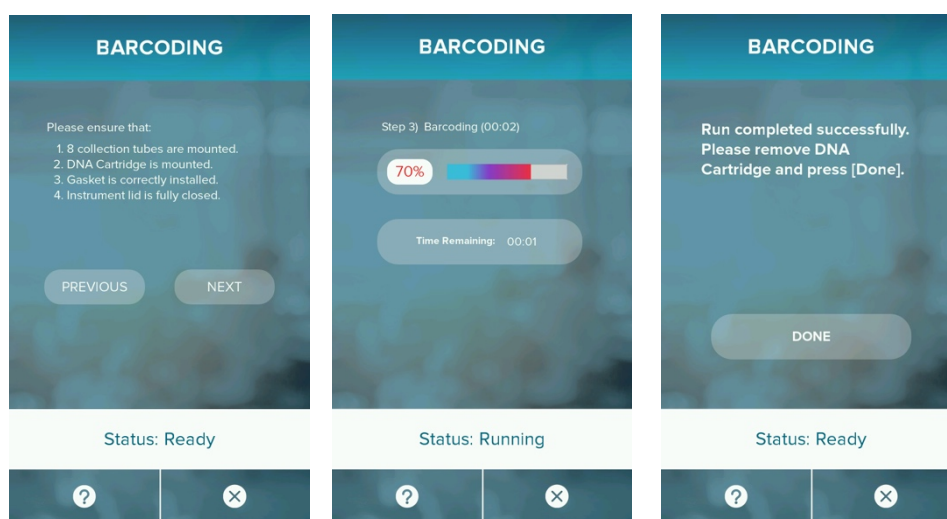 BARCODING
Please ensure that:
1. 8 collection tubes are mounted.
2. DNA Cartridge is mounted.
3. Gasket is correctly installed.
4. Instrument lid is fully closed.
PREVIOUS
NEXT
Status: Ready
?
BARCODING
Step 3) Barcoding (00:02)
70%
Time Remaining: 00:01
Status: Running
?
BARCODING
Run completed successfully.
Please remove DNA
Cartridge and press [Done].
DONE
Status: Ready
?